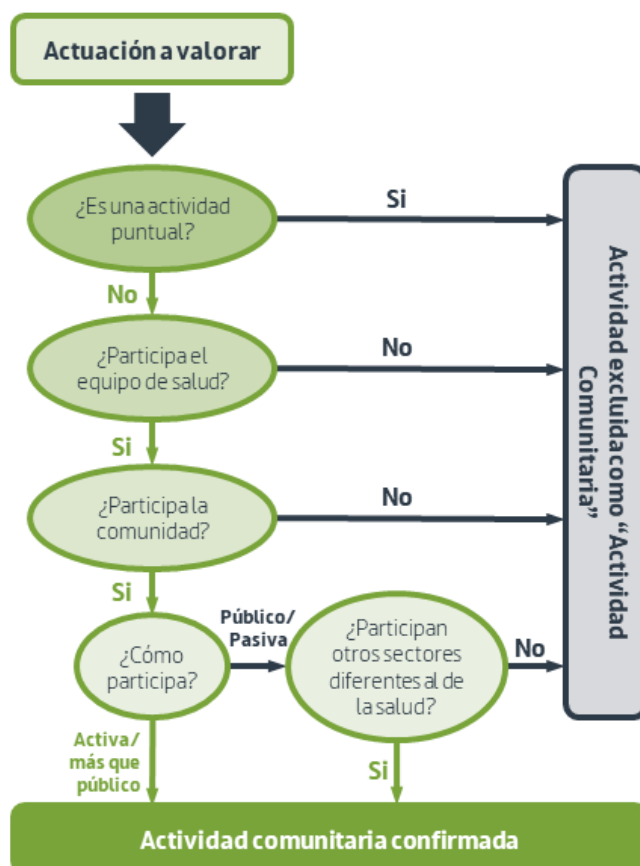 Actuación a valorar
¿Es una actividad
puntual?
Si
No
¿Participa el
equipo de salud?
No
Si
¿Participa la
comunidad?
No
Si
¿Cómo
participa?
Público/
Pasiva
¿Participan
otros sectores
diferentes al de
la salud?
No
Activa/
más que
público
Si
Actividad excluida como “Actividad
Comunitaria”
Actividad comunitaria confirmada